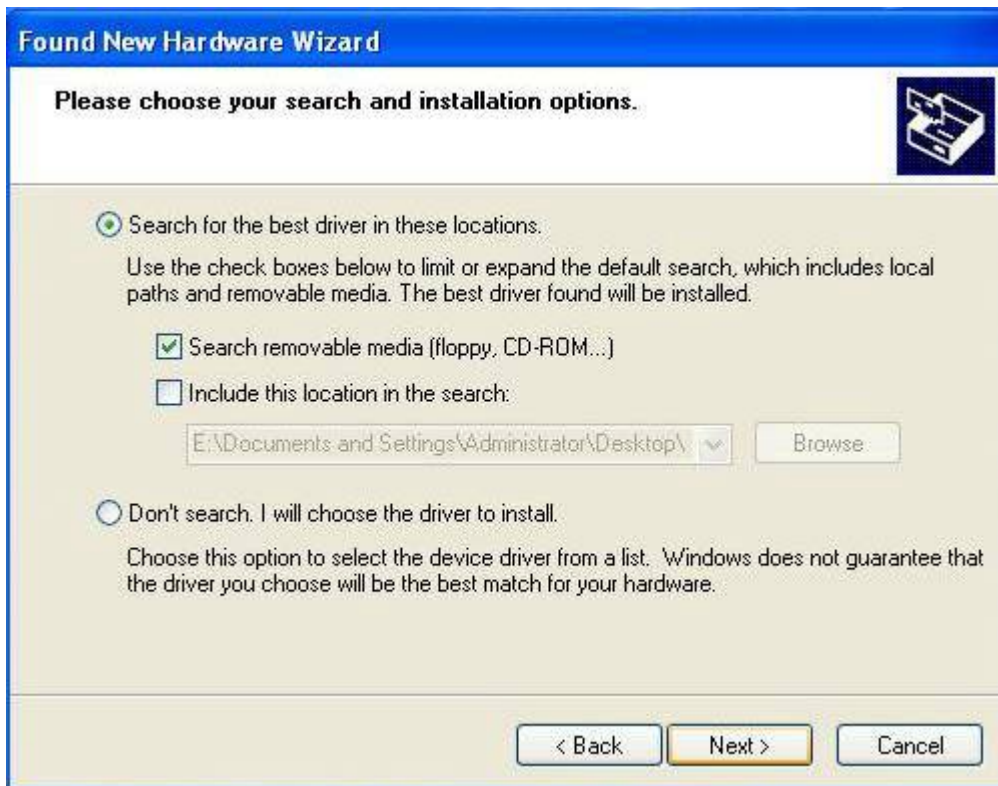 Found New Hardware Wizard
Please choose your search and installation options.
Search for the best driver in these locations.
Use the check boxes below to limit or expand the default search, which includes local
paths and removable media. The best driver found will be installed.
Search removable media (floppy, CD-ROM...)
Include this location in the search:
E:\Documents and Settings\Administrator\Desktop\
Browse
Don't search. I will choose the driver to install.
Choose this option to select the device driver from a list. Windows does not guarantee that
the driver you choose will be the best match for your hardware.
< Back Next > Cancel